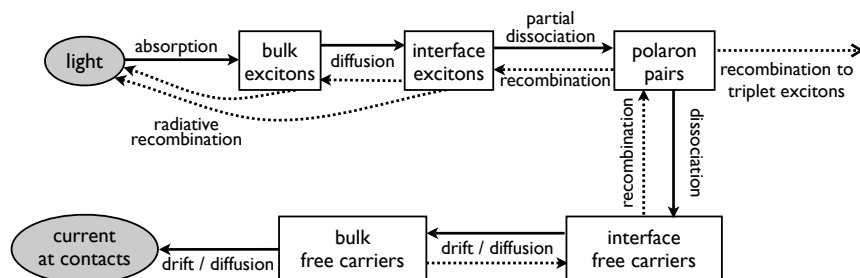 light
absorption
bulk
excitons
diffusion
interface
excitons
partial
dissociation
recombination
polaron
pairs
recombination to
triplet excitons
radiative
recombination
recombination
dissociation
current
at contacts
drift / diffusion
bulk
free carriers
drift / diffusion
interface
free carriers